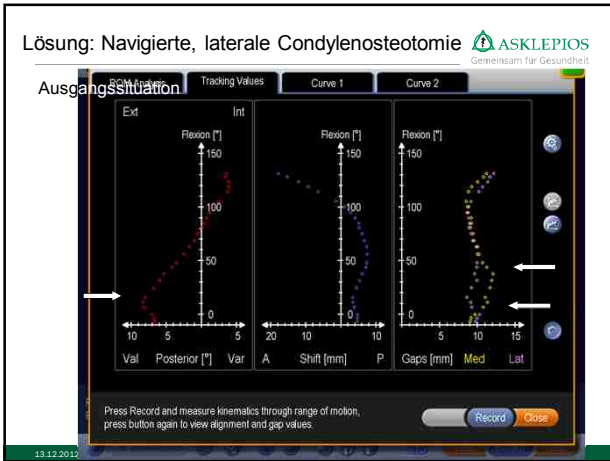 Lösung: Navigierte, laterale Condylenosteotomie
ASKLEPIOS
Gemeinsam für Gesundheit
Ausgangssituation
ROM Analysis
Tracking Values
Curve 1
Curve 2
Ext Int
Flexion [°]
150
100
50
0
10 5 5
Val Posterior [°] Var
Flexion [°]
150
100
50
0
20 10 10
A Shift [mm] P
Flexion [°]
150
100
50
0
5 10 15
Gaps [mm] Med Lat
Press Record and measure kinematics through range of motion,
press button again to view alignment and gap values.
Record
Close
13.12.2012